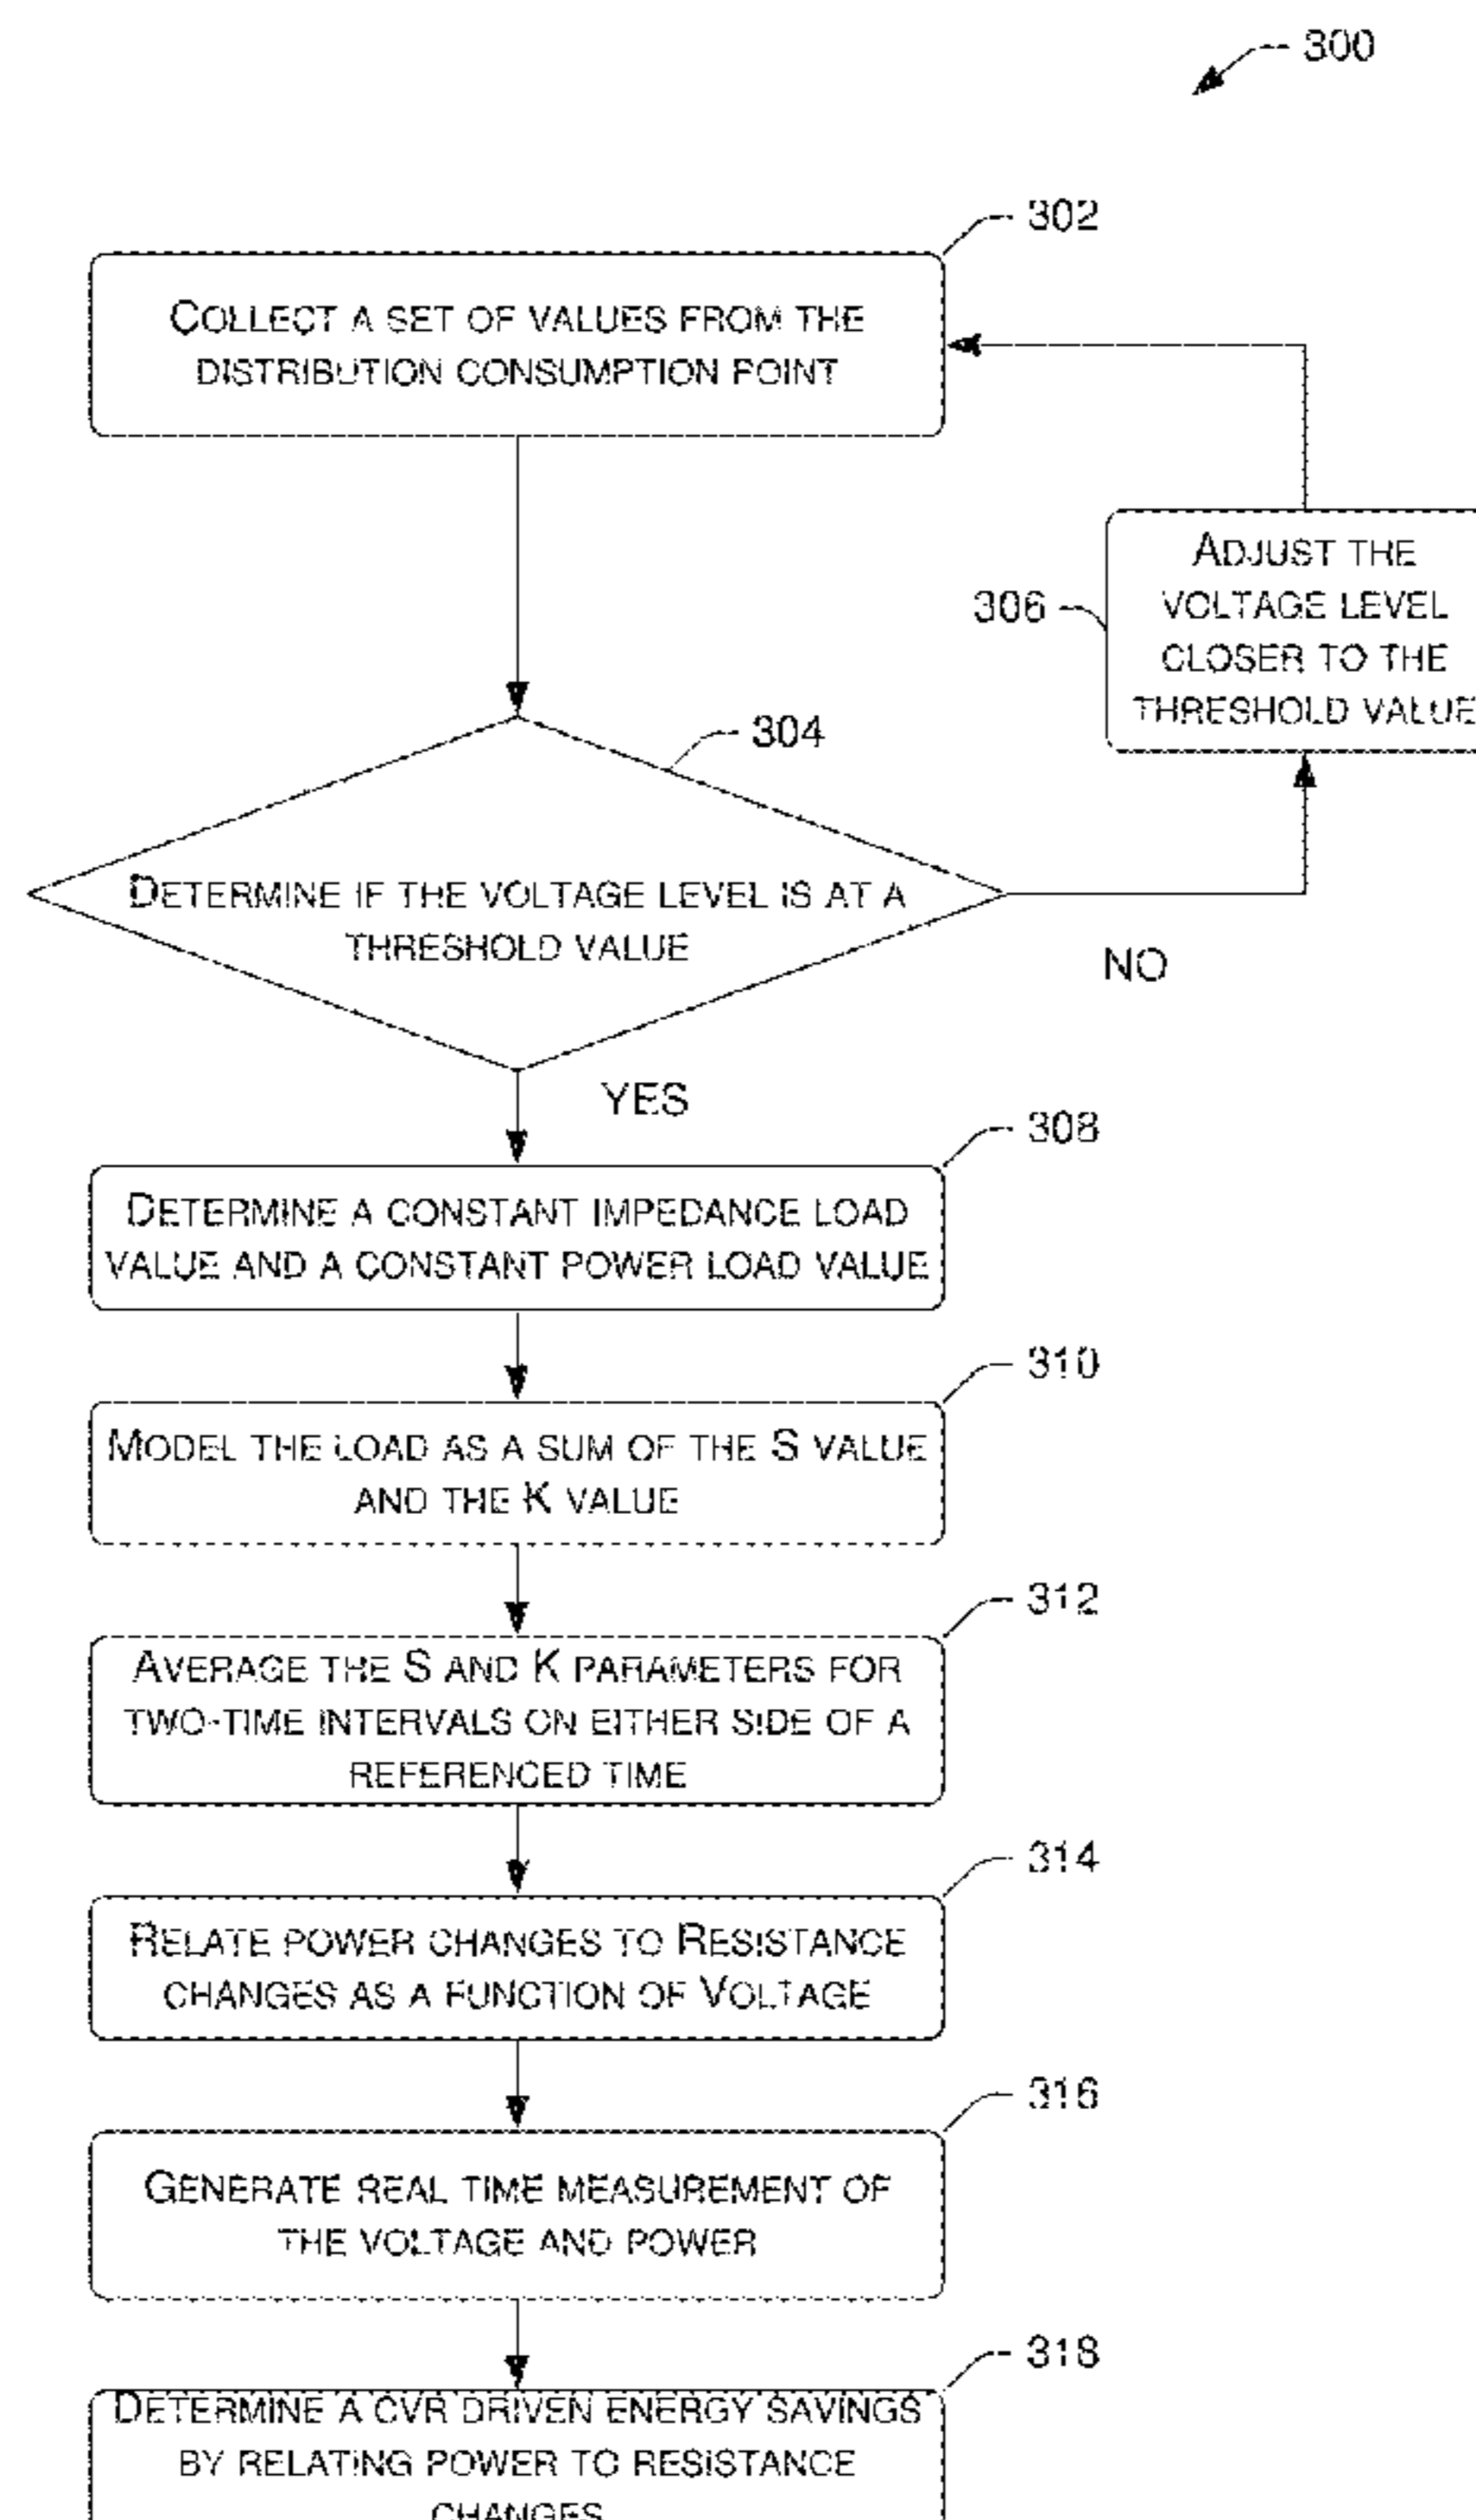 300
302
COLLECT A SET OF VALUES FROM THE
DISTRIBUTION CONSUMPTION POINT
306
ADJUST THE
VOLTAGE LEVEL
CLOSER TO THE
THRESHOLD VALUE
304
DETERMINE IF THE VOLTAGE LEVEL IS AT A
THRESHOLD VALUE
NO
YES
308
DETERMINE A CONSTANT IMPEDANCE LOAD
VALUE AND A CONSTANT POWER LOAD VALUE
310
MODEL THE LOAD AS A SUM OF THE S VALUE
AND THE K VALUE
312
AVERAGE THE S AND K PARAMETERS FOR
TWO-TIME INTERVALS ON EITHER SIDE OF A
REFERENCED TIME
314
RELATE POWER CHANGES TO RESISTANCE
CHANGES AS A FUNCTION OF VOLTAGE
316
GENERATE REAL TIME MEASUREMENT OF
THE VOLTAGE AND POWER
318
DETERMINE A CVR DRIVEN ENERGY SAVINGS
BY RELATING POWER TO RESISTANCE
CHANGES